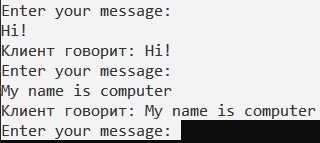 Enter your message:
Hi!
Клиент говорит: Hi!
Enter your message:
My name is computer
Клиент говорит: My name is computer
Enter your message: